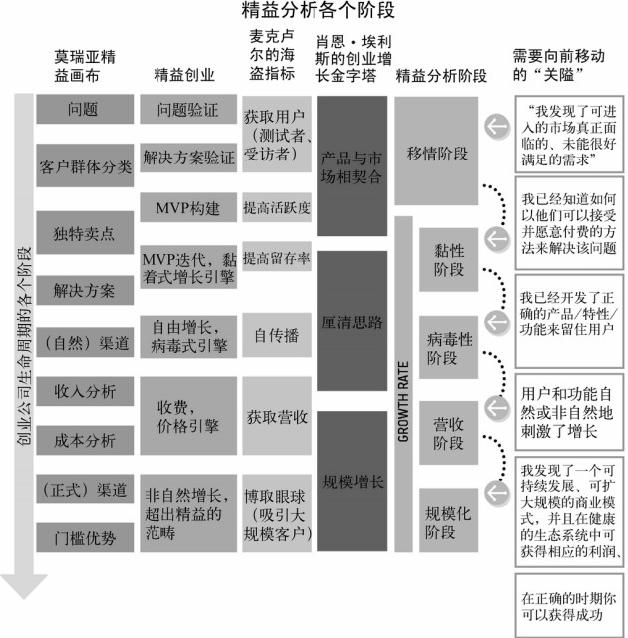 精益分析各个阶段
莫瑞亚精
益画布
精益创业
麦克卢
尔的海
盗指标
肖恩·埃利
斯的创业增
长金字塔
精益分析阶段
需要向前移动
的“关隘”
创业公司生命周期的各个阶段
问题
客户群体分类
独特卖点
解决方案
（自然）渠道
收入分析
成本分析
（正式）渠道
门槛优势
问题验证
解决方案验证
MVP构建
MVP迭代，黏
着式增长引擎
自由增长，
病毒式引擎
收费，
价格引擎
非自然增长，
超出精益的
范畴
获取用户
（测试者、
受访者）
提高活跃度
提高留存率
自传播
获取营收
博取眼球
（吸引大
规模客户）
产品与市
场相契合
厘清思路
规模增长
移情阶段
GROWTH RATE
黏性
阶段
病毒性
阶段
营收
阶段
规模化
阶段
“我发现了可进
入的市场真正面
临的、未能很好
满足的需求”
我已经知道如何
以他们可以接受
并愿意付费的方
法来解决该问题
我已经开发了正
确的产品/特性/
功能来留住用户
用户和功能自
然或非自然地
刺激了增长
我发现了一个可
持续发展、可扩
大规模的商业模
式，并且在健康
的生态系统中可
获得相应的利润、
在正确的时期你
可以获得成功